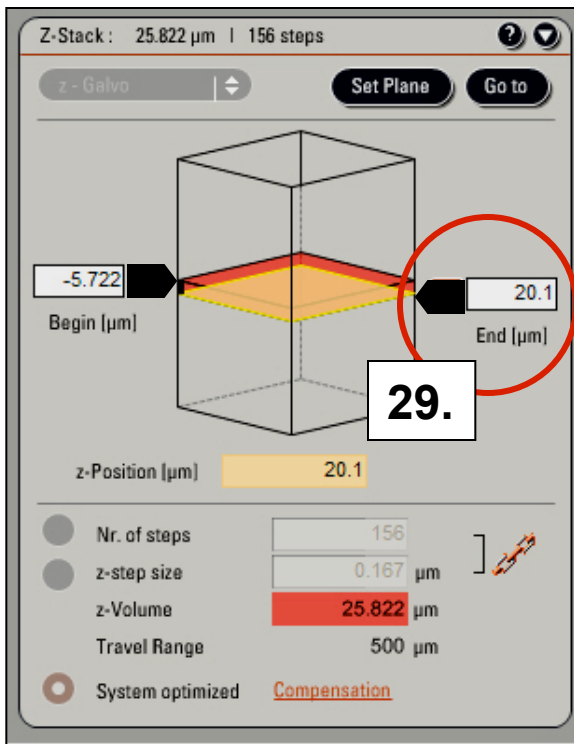 Z-Stack: 25.822 µm | 156 steps ?
z - Galvo Set Plane Go to
-5.722 20.1
Begin [µm] End [µm]
29.
z-Position [µm] 20.1
Nr. of steps 156
z-step size 0.167 µm
z-Volume 25.822 µm
Travel Range 500 µm
System optimized Compensation